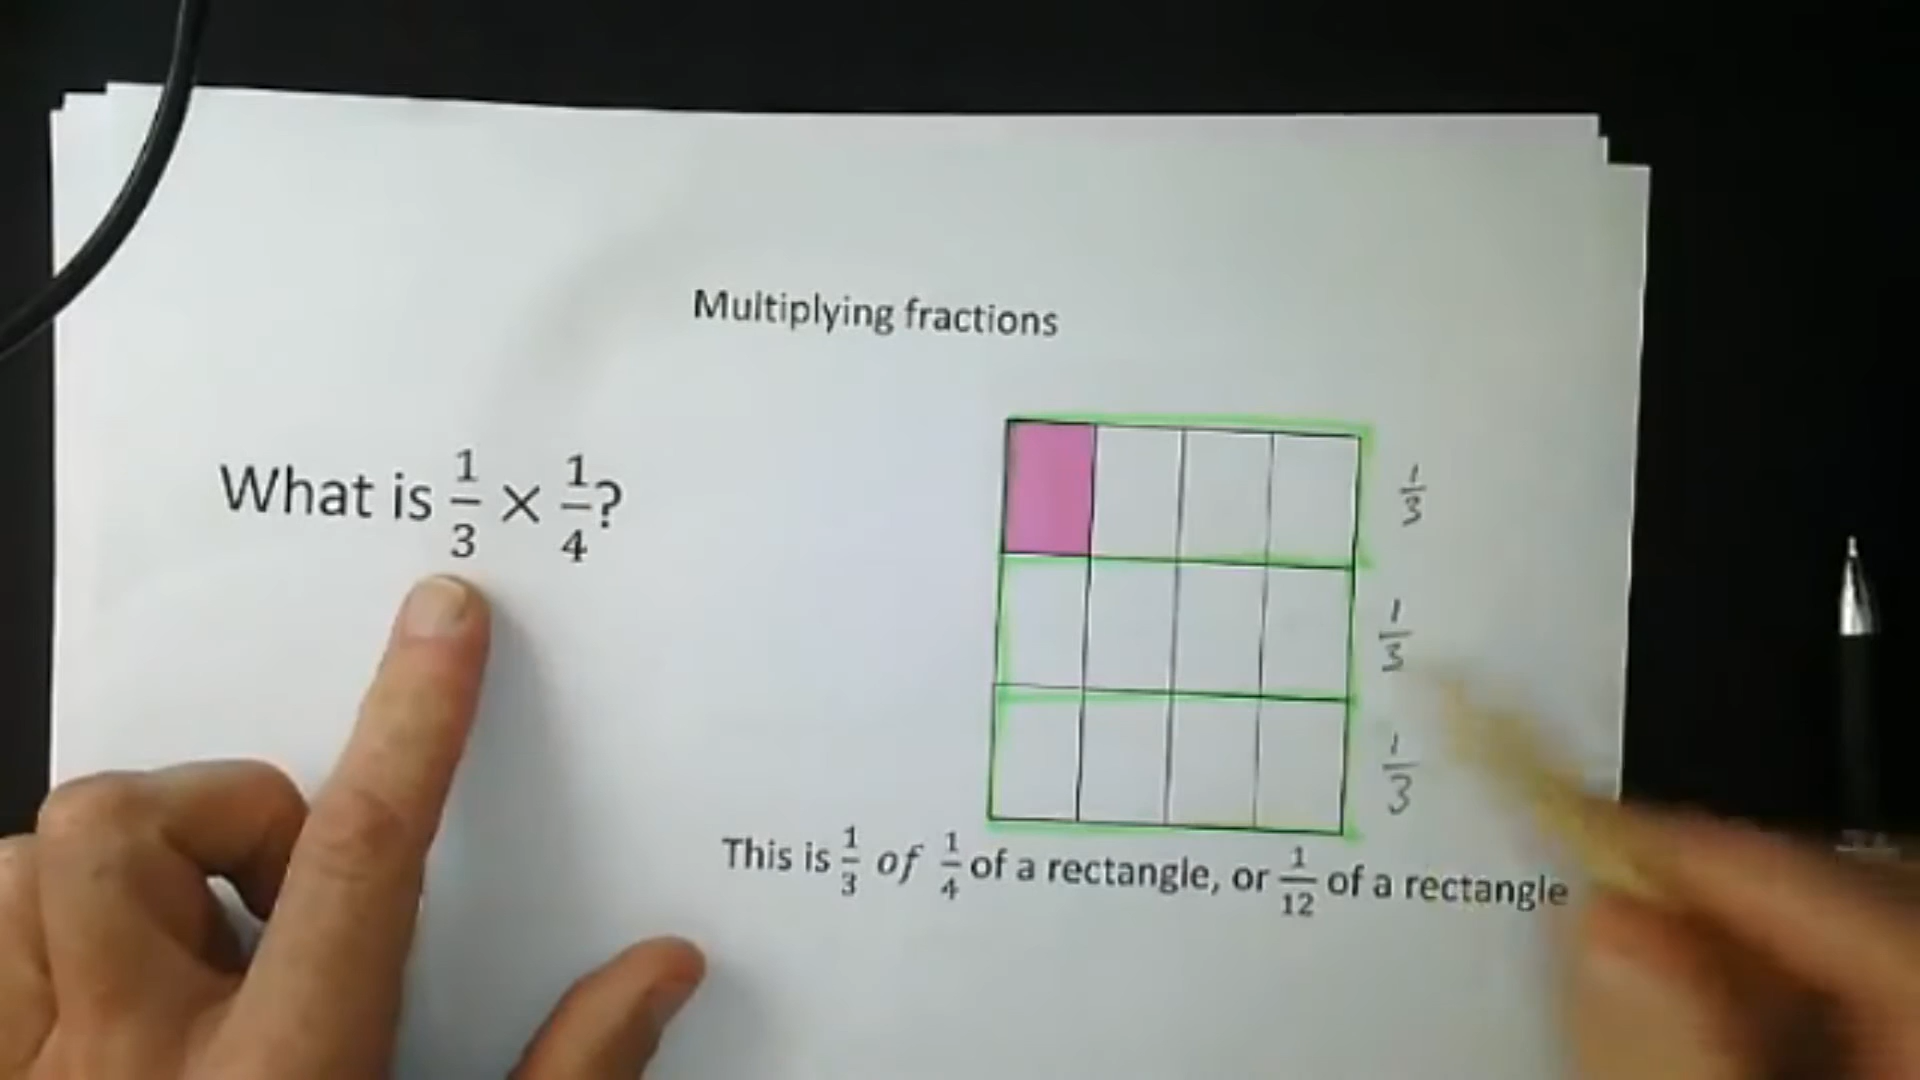 Multiplying fractions
What is 1/3 × 1/4?
1/3
1/3
1/3
This is 1/3 of 1/4 of a rectangle, or 1/12 of a rectangle